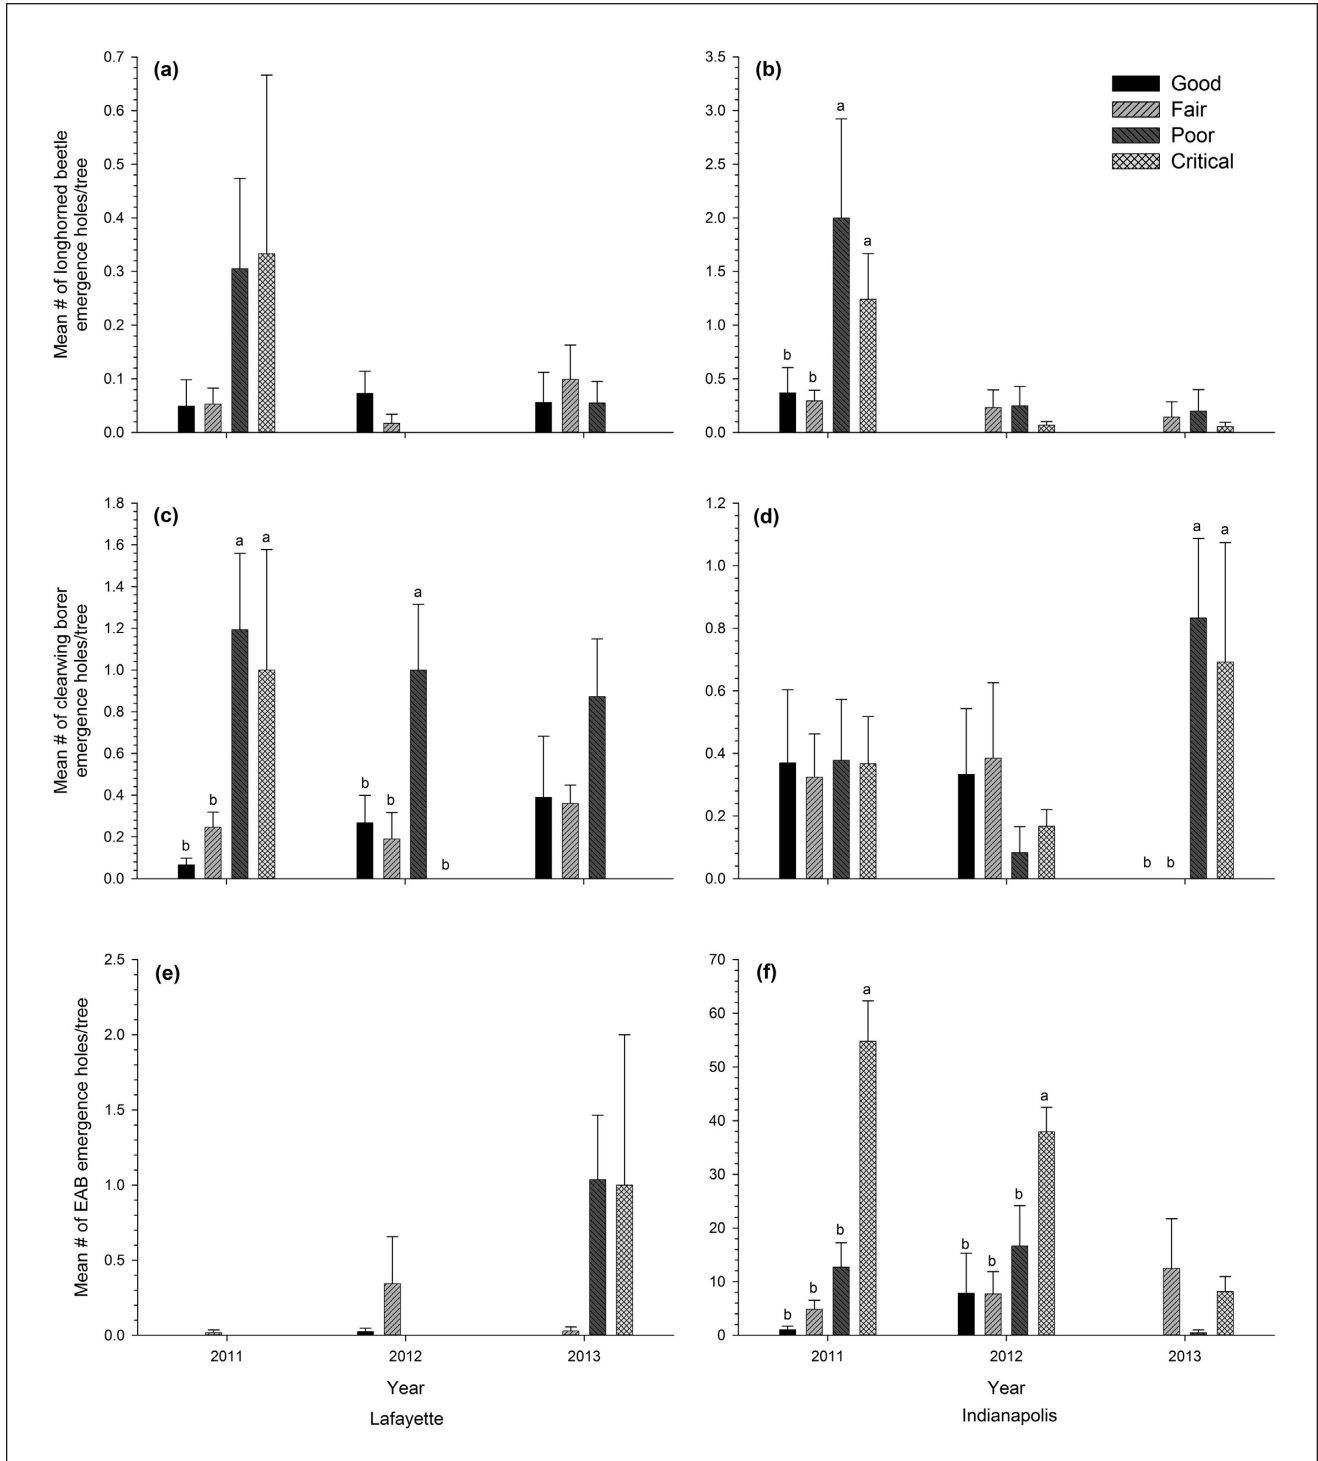 (a)
0.7
0.6
0.5
0.4
0.3
0.2
0.1
0.0
Mean # of longhorned beetle
emergence holes/tree
(b)
3.5
3.0
2.5
2.0
1.5
1.0
0.5
0.0
b
b
a
a
Good
Fair
Poor
Critical
(c)
1.8
1.6
1.4
1.2
1.0
0.8
0.6
0.4
0.2
0.0
Mean # of clearwing borer
emergence holes/tree
b
b
a
a
b
b
a
b
(d)
1.2
1.0
0.8
0.6
0.4
0.2
0.0
b
b
a
a
(e)
2.5
2.0
1.5
1.0
0.5
0.0
Mean # of EAB emergence holes/tree
2011
2012
2013
Year
Lafayette
(f)
70
60
50
40
30
20
10
0
b
b
b
a
b
b
b
a
2011
2012
2013
Year
Indianapolis